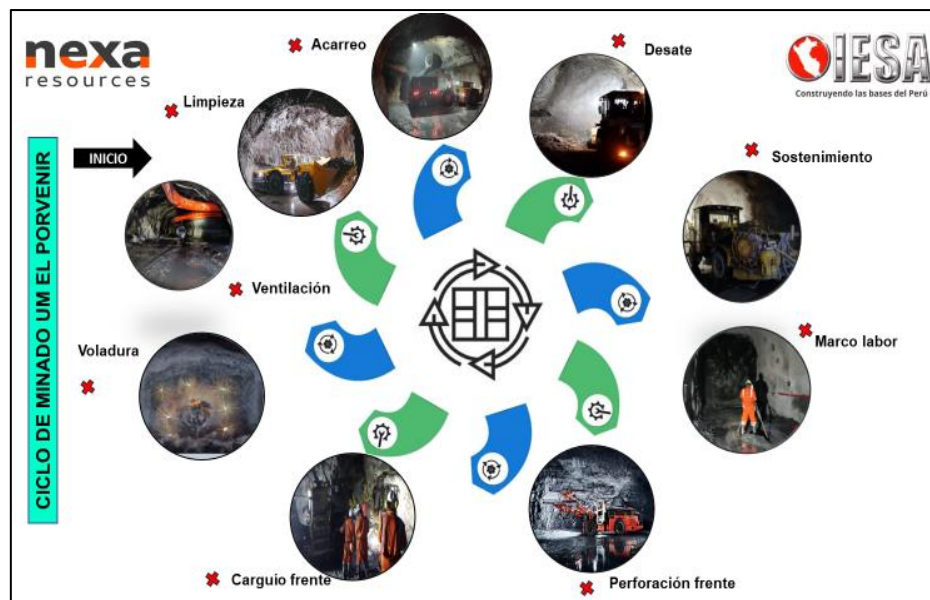 nexa
resources
IESA
Construyendo las bases del Perú
CICLO DE MINADO UM EL PORVENIR
INICIO
Ventilación
Limpieza
Acarreo
Desate
Sostenimiento
Marco labor
Perforación frente
Carguio frente
Voladura